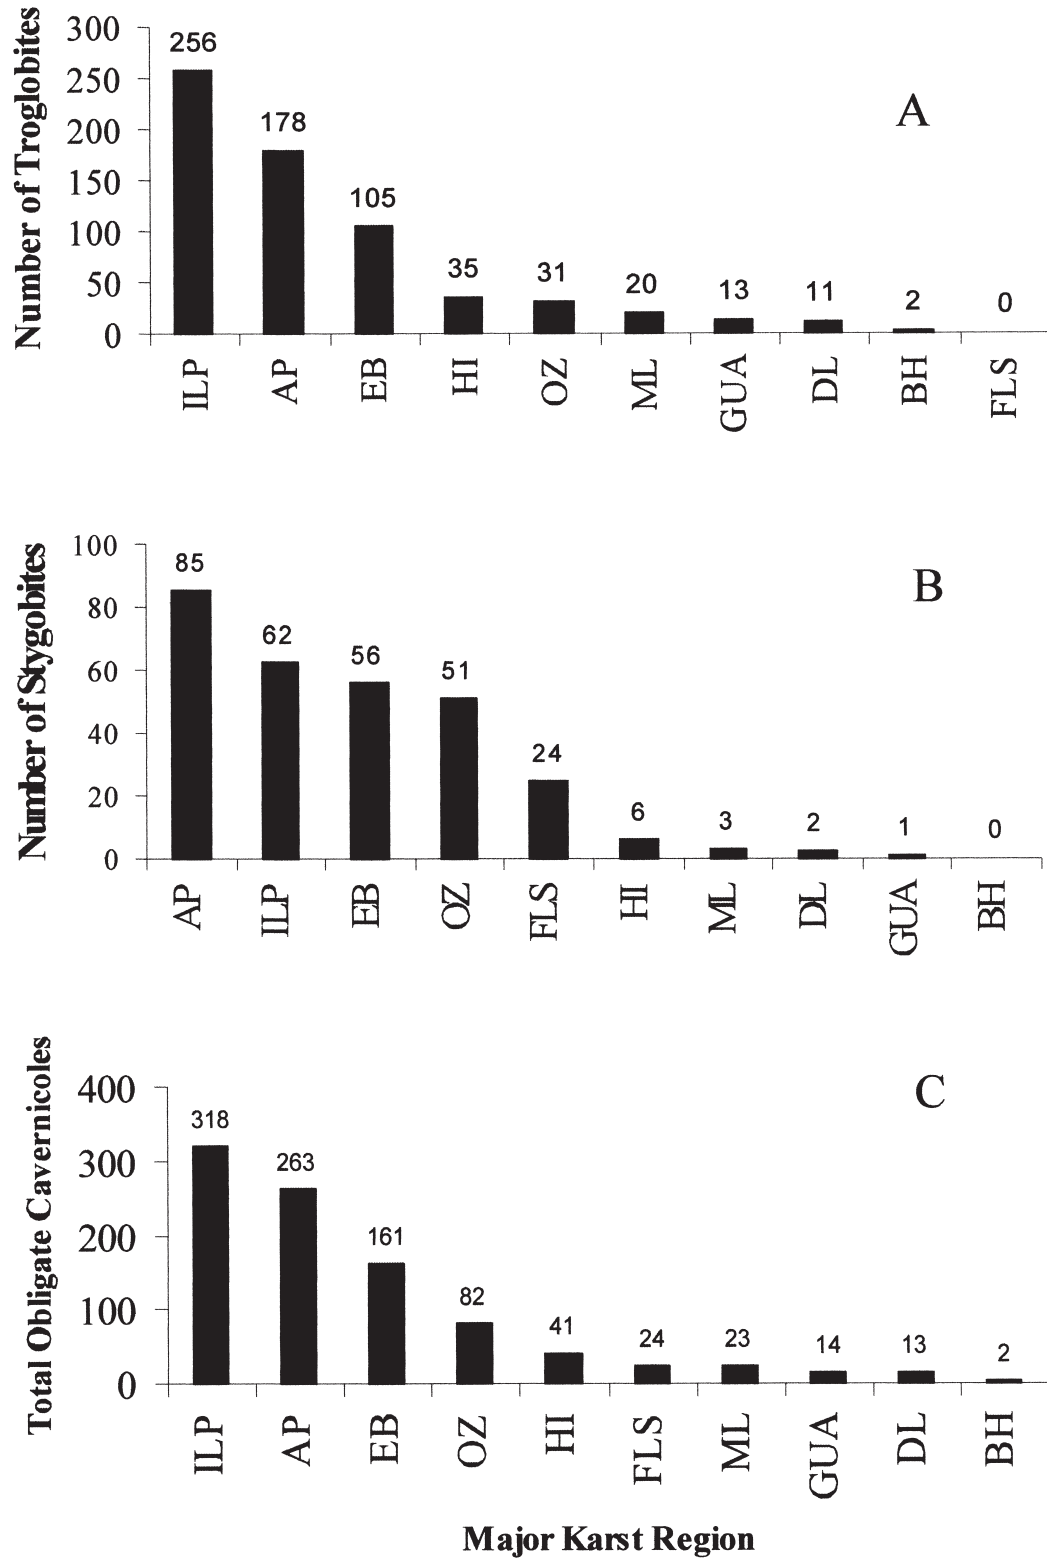 Number of Troglobites
300
250
200
150
100
50
0
256
178
105
35
31
20
13
11
2
0
A
ILP
AP
EB
HI
OZ
ML
GUA
DL
BH
FLS
Number of Stygobites
100
80
60
40
20
0
85
62
56
51
24
6
3
2
1
0
B
AP
ILP
EB
OZ
FLS
HI
ML
DL
GUA
BH
Total Obligate Cavernicoles
400
300
200
100
0
318
263
161
82
41
24
23
14
13
2
C
ILP
AP
EB
OZ
HI
FLS
ML
GUA
DL
BH
Major Karst Region